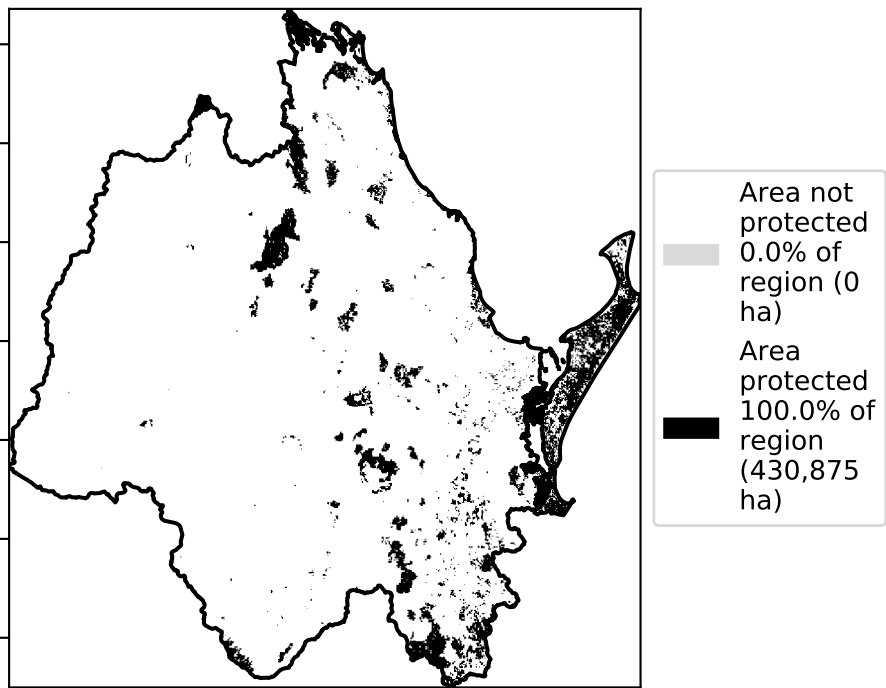 Area not
protected
0.0% of
region (0
ha)
Area
protected
100.0% of
region
(430,875
ha)